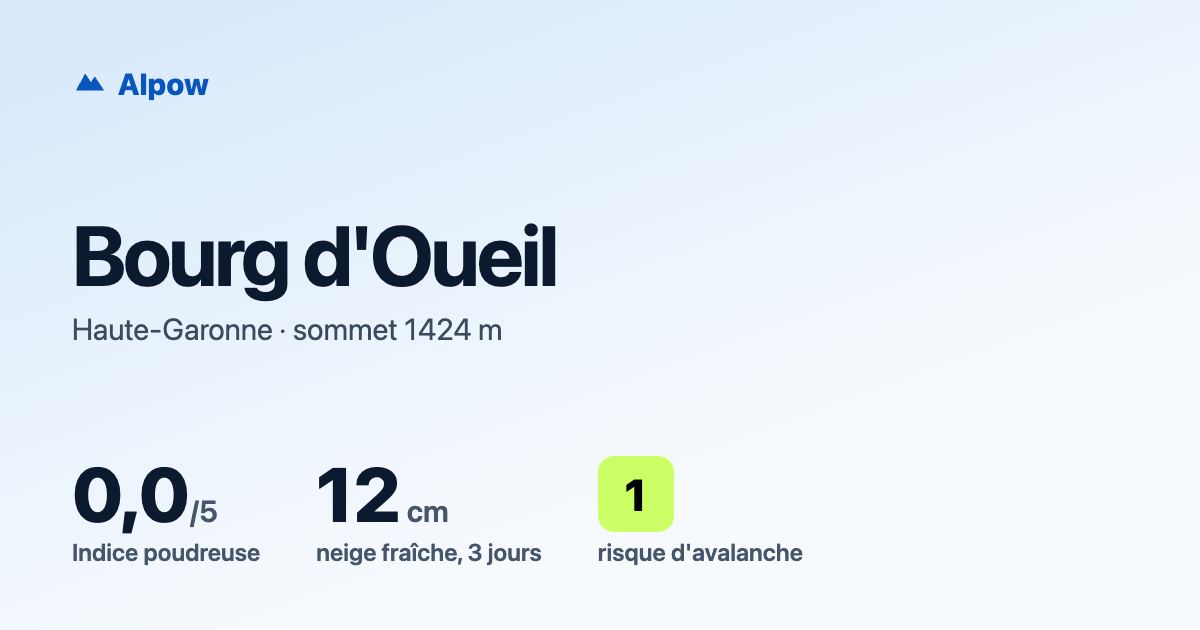 Alpow
Bourg d'Oueil
Haute-Garonne · sommet 1424 m
0,0/5
Indice poudreuse
12 cm
neige fraîche, 3 jours
1
risque d'avalanche